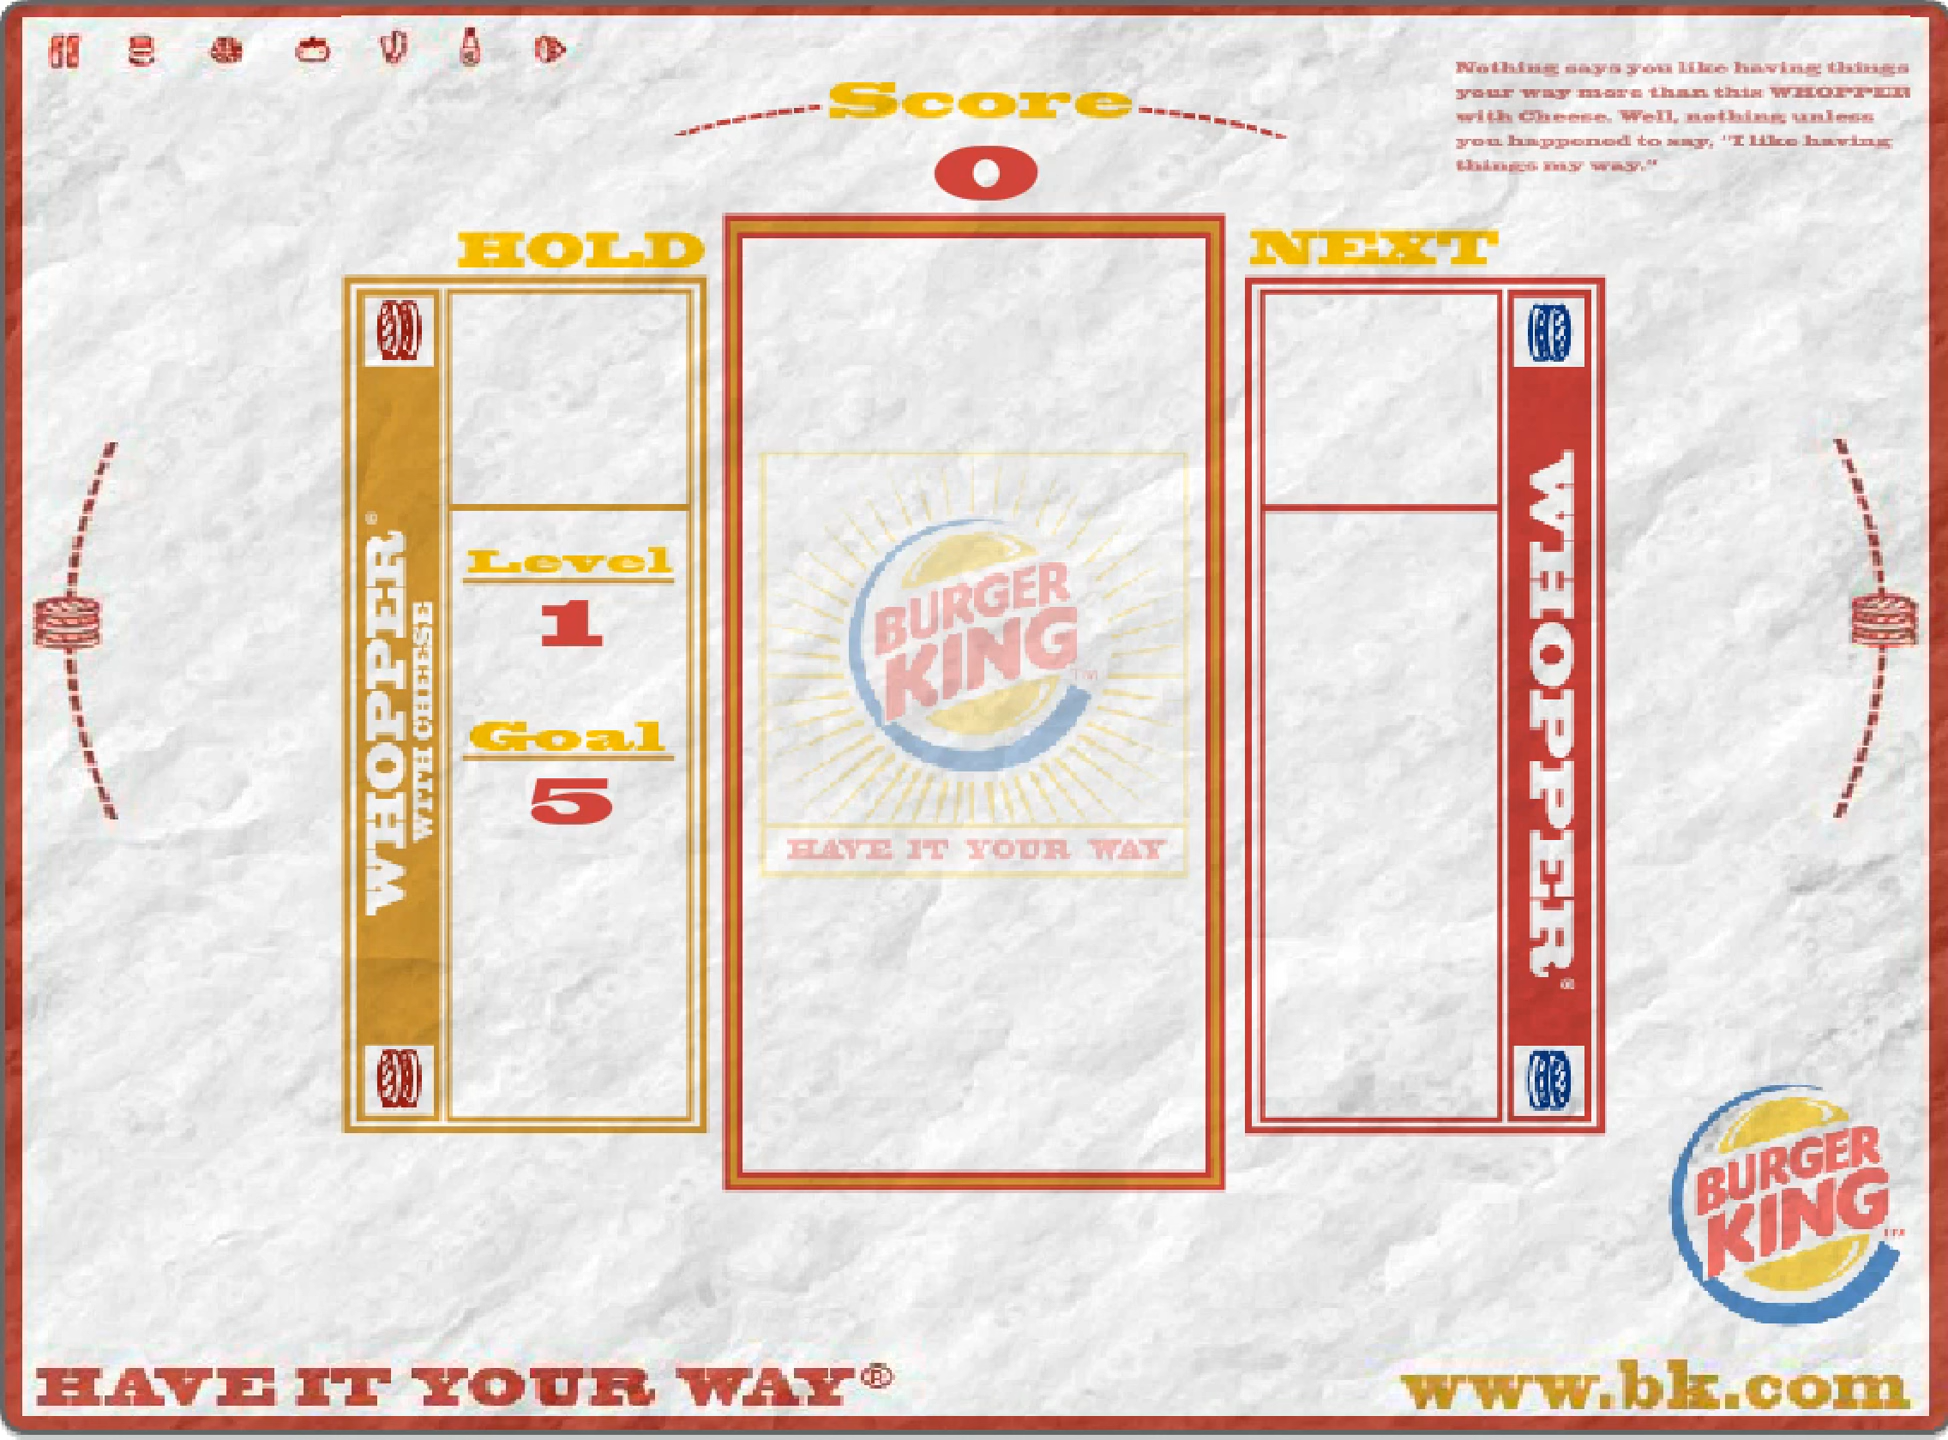 Nothing says you like having things
your way more than this WHOPPER
with Cheese. Well, nothing unless
you happened to say, "I like having
things my way."
Score
0
HOLD
NEXT
WHOPPER®
WITH CHEESE
Level
1
Goal
5
BURGER
KING™
HAVE IT YOUR WAY
WHOPPER®
BURGER
KING™
HAVE IT YOUR WAY®
www.bk.com